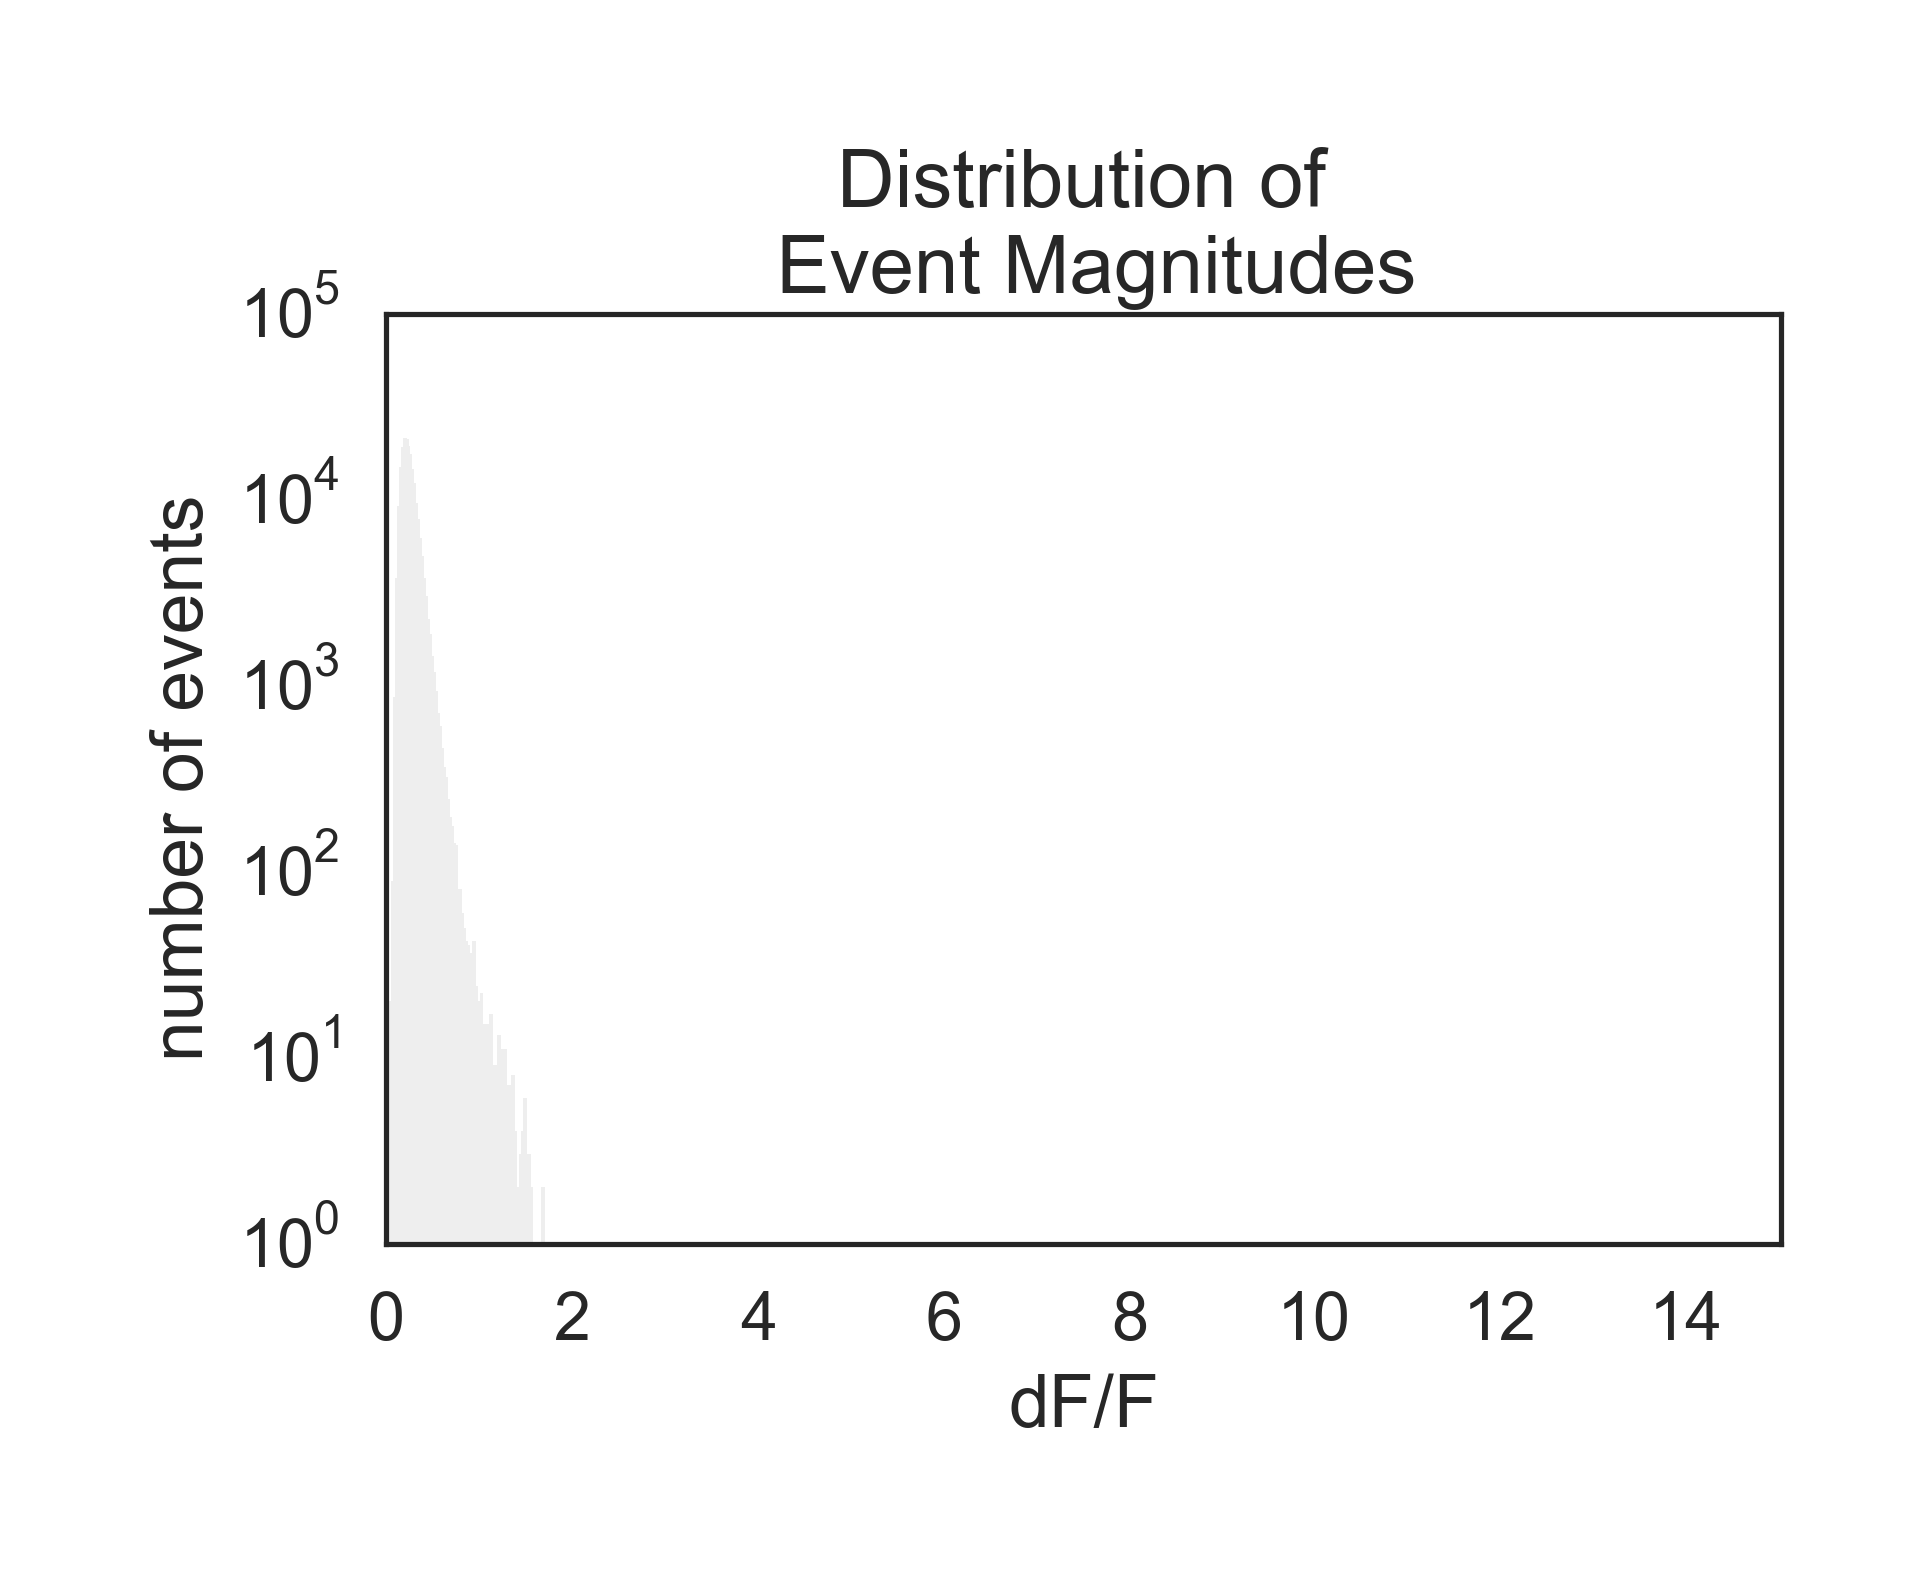 Distribution of
Event Magnitudes
10^5
10^4
10^3
10^2
10^1
10^0
number of events
0 2 4 6 8 10 12 14
dF/F